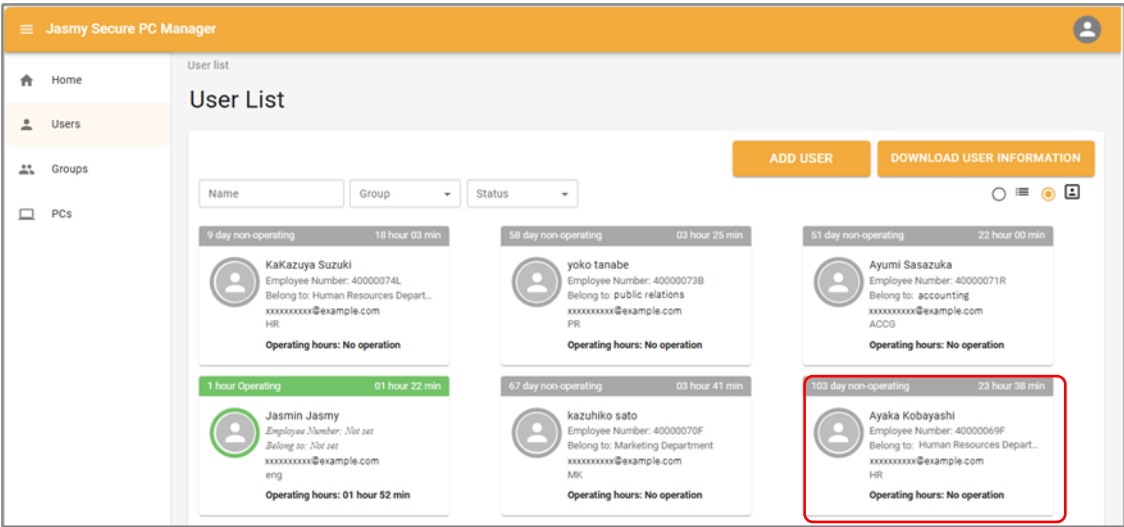 Jasmy Secure PC Manager
Home
Users
Groups
PCs
User list
User List
ADD USER
DOWNLOAD USER INFORMATION
Name
Group
Status
9 day non-operating 18 hour 03 min
KaKazuya Suzuki
Employee Number: 40000074L
Belong to: Human Resources Depart...
xxxxxxxxxx@example.com
HR
Operating hours: No operation
58 day non-operating 03 hour 25 min
yoko tanabe
Employee Number: 40000073B
Belong to: public relations
xxxxxxxxxx@example.com
PR
Operating hours: No operation
51 day non-operating 22 hour 00 min
Ayumi Sasazuka
Employee Number: 40000071R
Belong to: accounting
xxxxxxxxxx@example.com
ACCG
Operating hours: No operation
1 hour Operating 01 hour 22 min
Jasmin Jasmy
Employee Number: Not set
Belong to: Not set
xxxxxxxxxx@example.com
eng
Operating hours: 01 hour 52 min
67 day non-operating 03 hour 41 min
kazuhiko sato
Employee Number: 40000070F
Belong to: Marketing Department
xxxxxxxxxx@example.com
MK
Operating hours: No operation
103 day non-operating 23 hour 38 min
Ayaka Kobayashi
Employee Number: 40000069F
Belong to: Human Resources Depart...
xxxxxxxxxx@example.com
HR
Operating hours: No operation